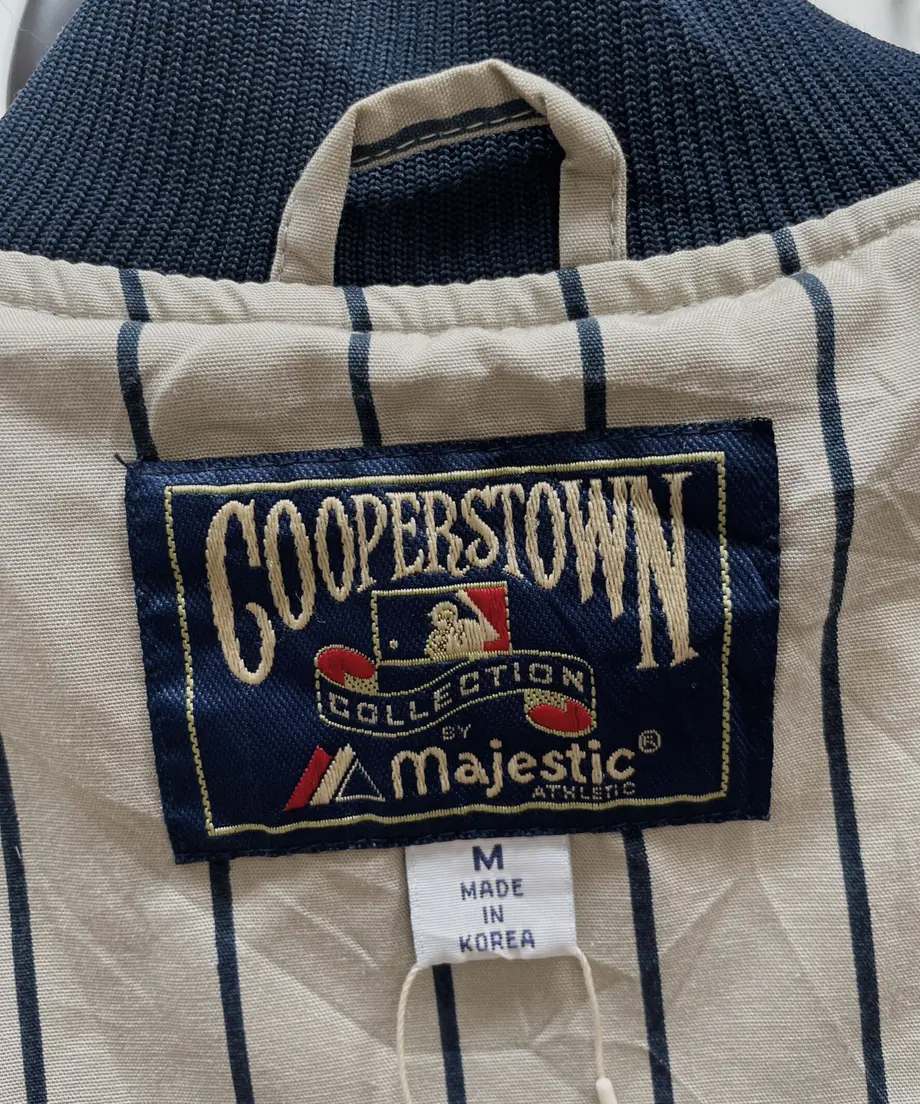 COOPERSTOWN
COLLECTION
BY
Majestic®
ATHLETIC
M
MADE
IN
KOREA